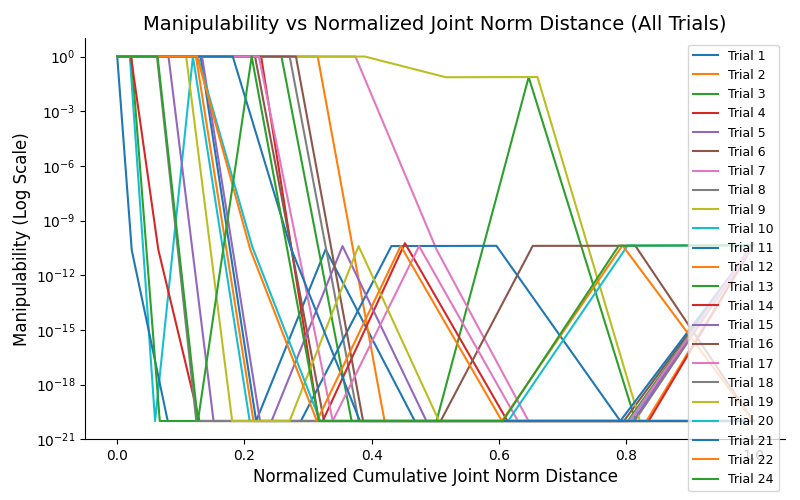 Manipulability vs Normalized Joint Norm Distance (All Trials)
Manipulability (Log Scale)
10⁰
10⁻³
10⁻⁶
10⁻⁹
10⁻¹²
10⁻¹⁵
10⁻¹⁸
10⁻²¹
0.0 0.2 0.4 0.6 0.8 1.0
Normalized Cumulative Joint Norm Distance
Trial 1
Trial 2
Trial 3
Trial 4
Trial 5
Trial 6
Trial 7
Trial 8
Trial 9
Trial 10
Trial 11
Trial 12
Trial 13
Trial 14
Trial 15
Trial 16
Trial 17
Trial 18
Trial 19
Trial 20
Trial 21
Trial 22
Trial 24